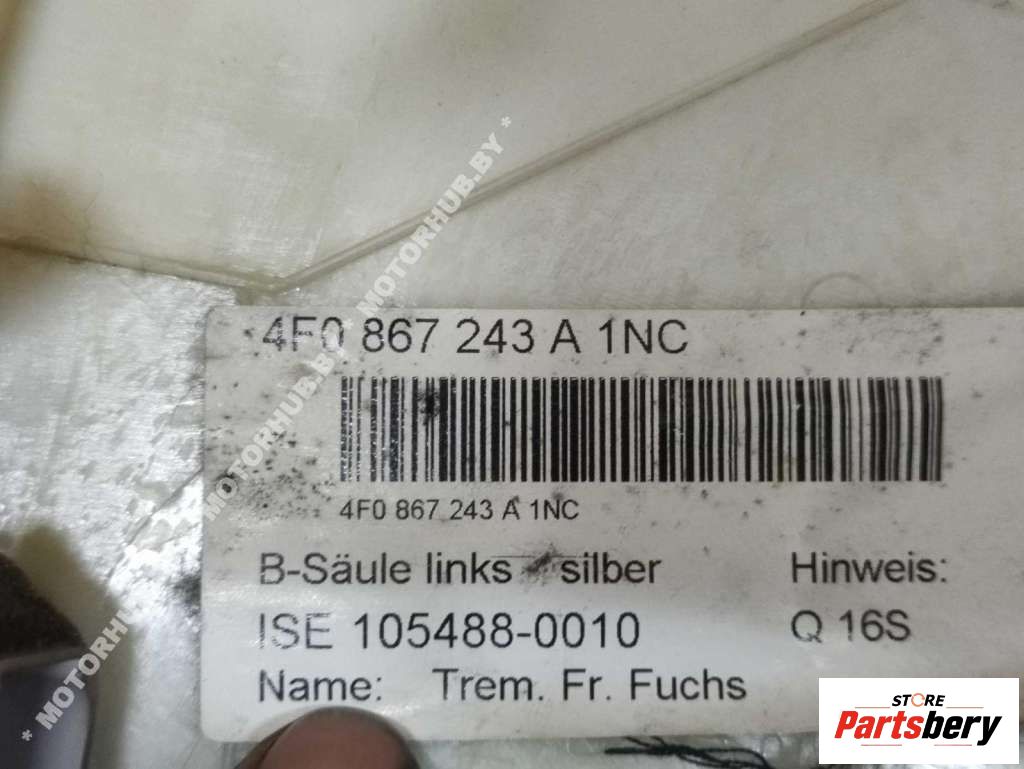 4F0 867 243 A 1NC
4F0 867 243 A 1NC
B-Säule links silber
Hinweis:
ISE 105488-0010
Q 16S
Name: Trem. Fr. Fuchs
* MOTORHUB.BY * MOTORHUB.BY * MOTORHUB.BY *
STORE
Partsbery